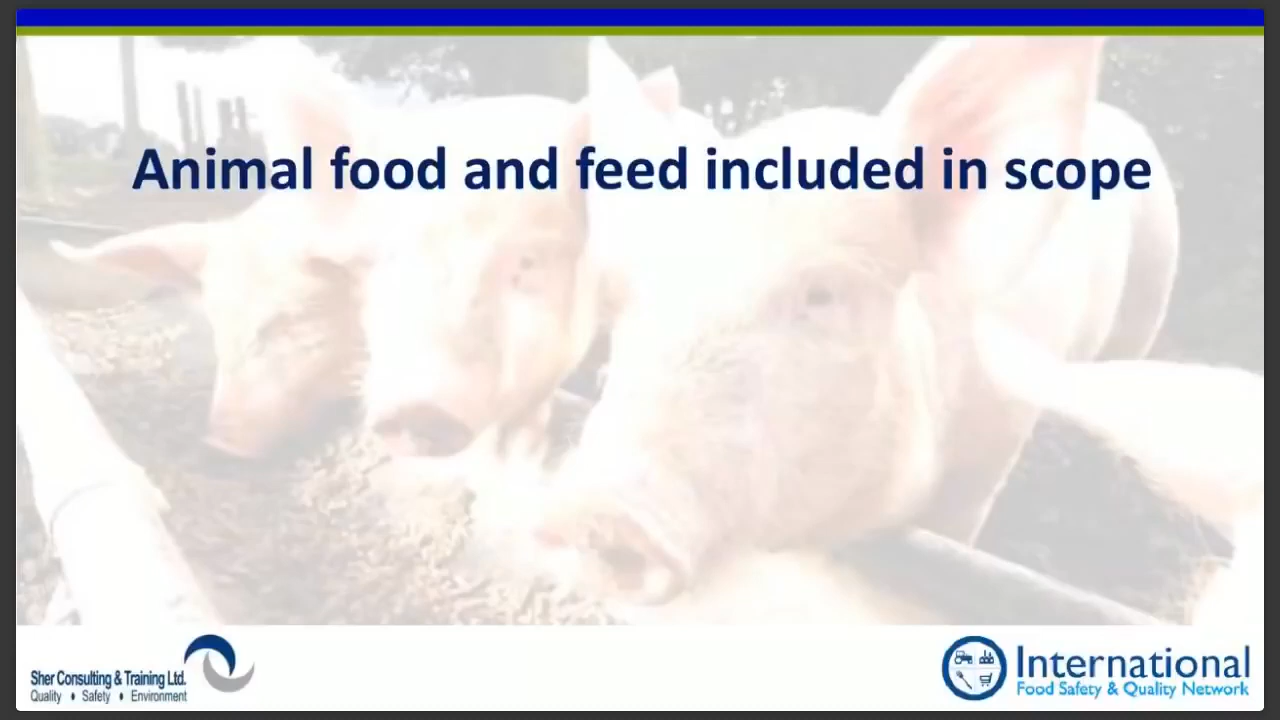 Animal food and feed included in scope
Sher Consulting & Training Ltd.
Quality • Safety • Environment
International
Food Safety & Quality Network